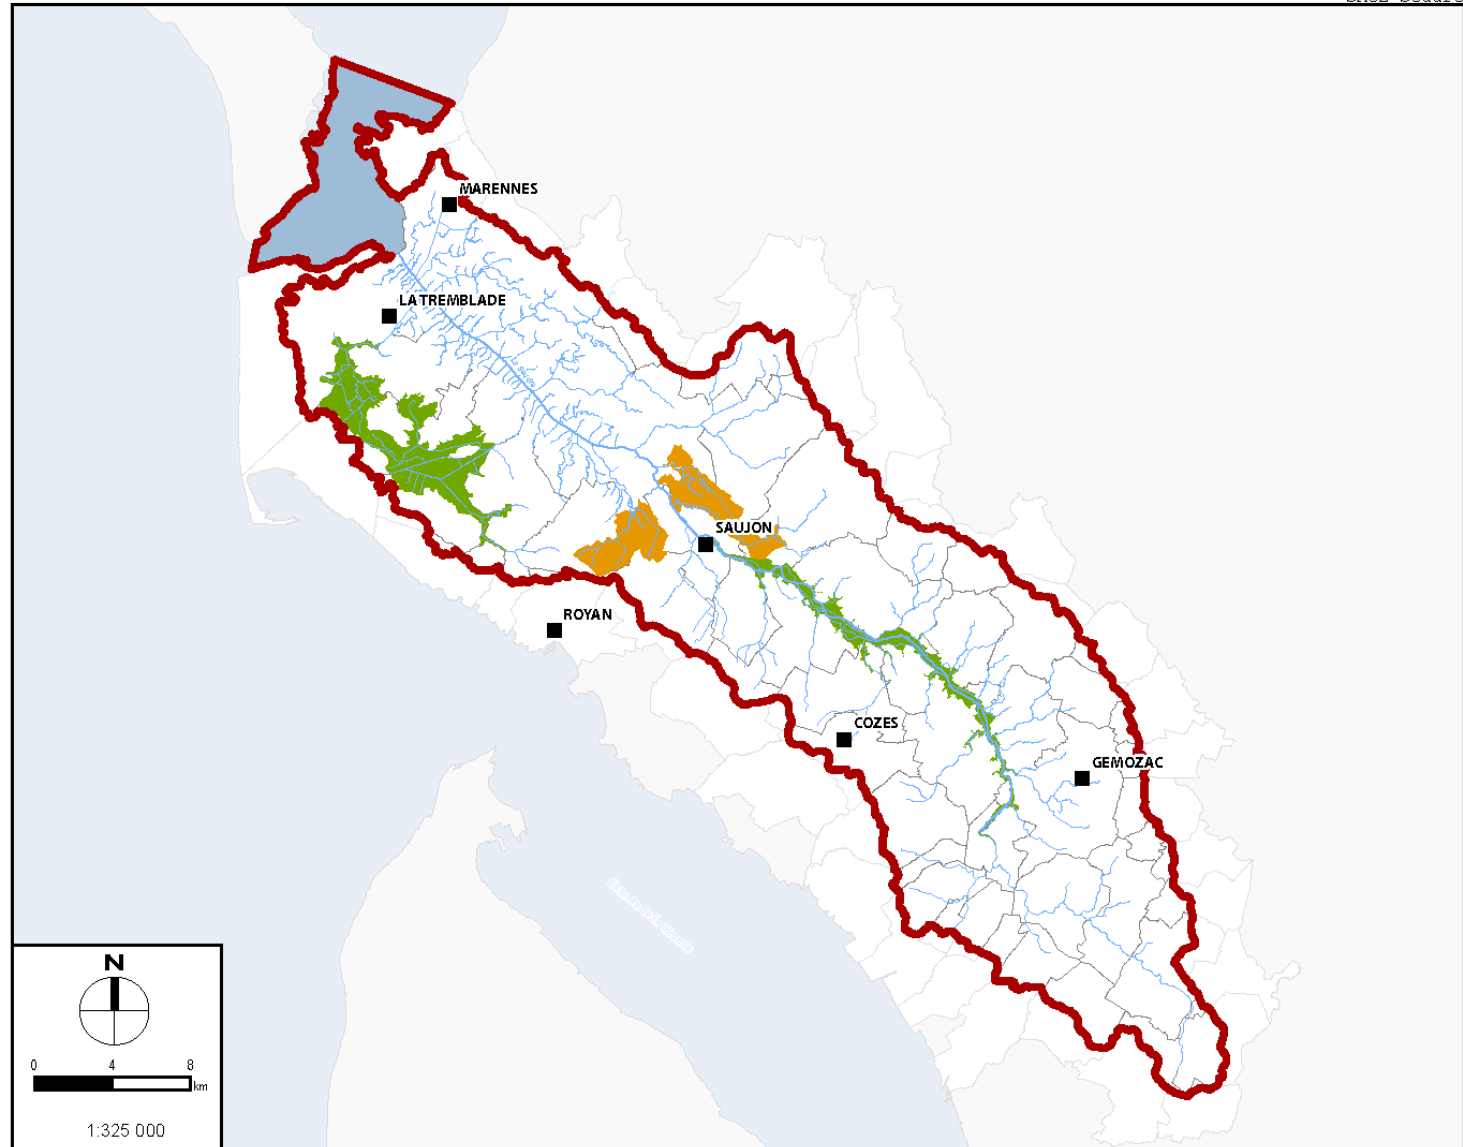 MARENNES
LA TREMBLADE
SAUJON
ROYAN
COZES
GEMOZAC
N
0 4 8
km
1:325 000